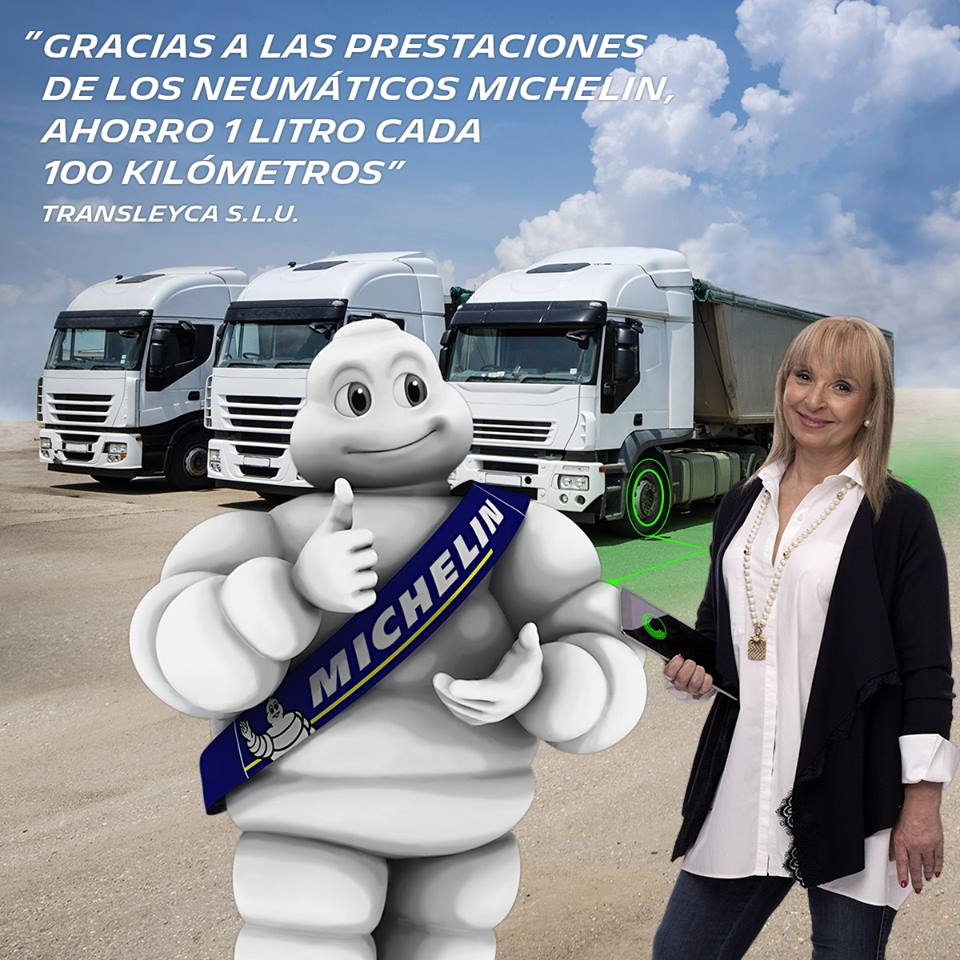 "GRACIAS A LAS PRESTACIONES
DE LOS NEUMÁTICOS MICHELIN,
AHORRO 1 LITRO CADA
100 KILÓMETROS"
TRANSLEYCA S.L.U.
MICHELIN